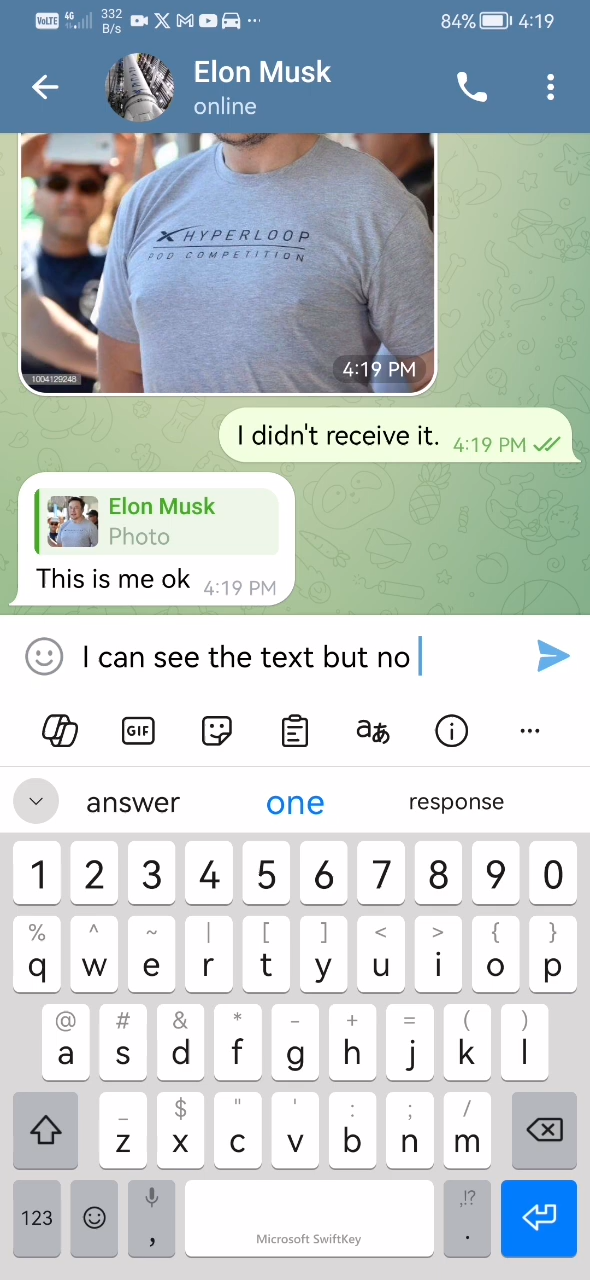 VoLTE 4G 332 B/s 84% 4:19
Elon Musk
online
X HYPERLOOP
POD COMPETITION
4:19 PM
1004129248
I didn't receive it. 4:19 PM
Elon Musk
Photo
This is me ok 4:19 PM
I can see the text but no
GIF aあ
answer one response
1 2 3 4 5 6 7 8 9 0
% ^ ~ | [ ] < > { }
q w e r t y u i o p
@ # & * - + = ( )
a s d f g h j k l
_ $ " ' : ; /
z x c v b n m
,!?
123 , Microsoft SwiftKey .